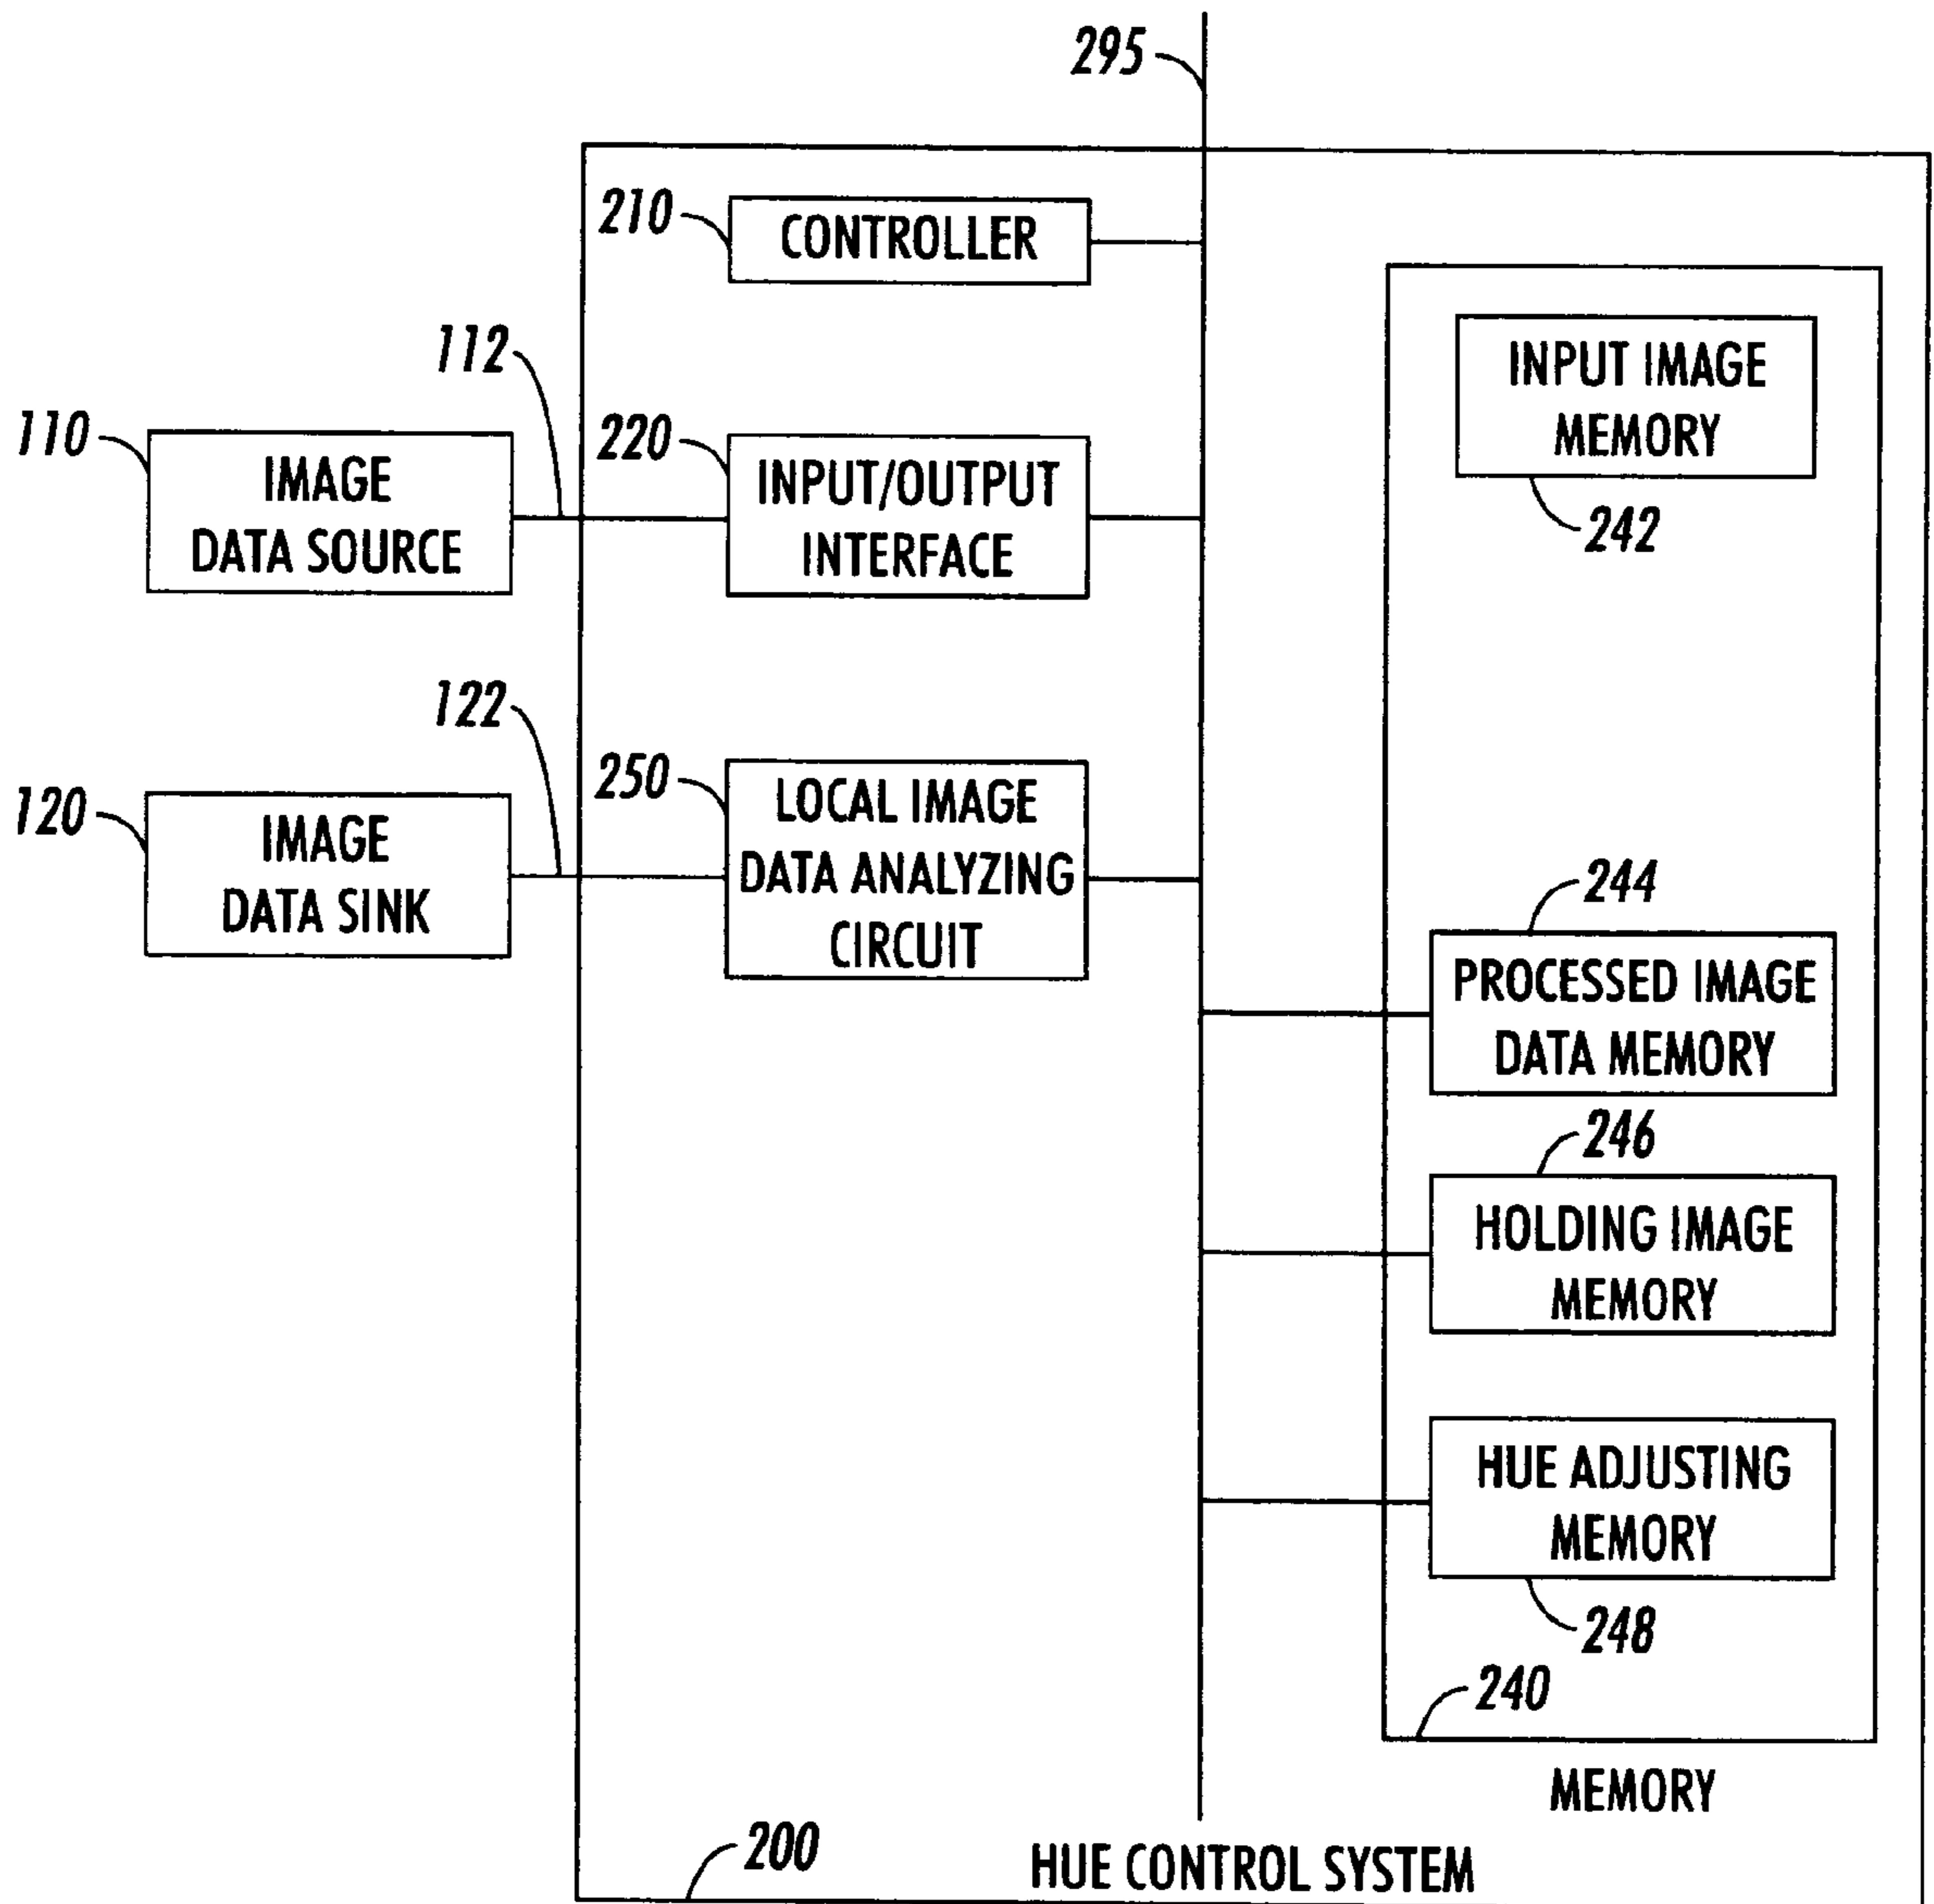 295
210
CONTROLLER
112
INPUT IMAGE
MEMORY
242
110
IMAGE
DATA SOURCE
220
INPUT/OUTPUT
INTERFACE
122
120
IMAGE
DATA SINK
250
LOCAL IMAGE
DATA ANALYZING
CIRCUIT
244
PROCESSED IMAGE
DATA MEMORY
246
HOLDING IMAGE
MEMORY
HUE ADJUSTING
MEMORY
248
240
MEMORY
200
HUE CONTROL SYSTEM